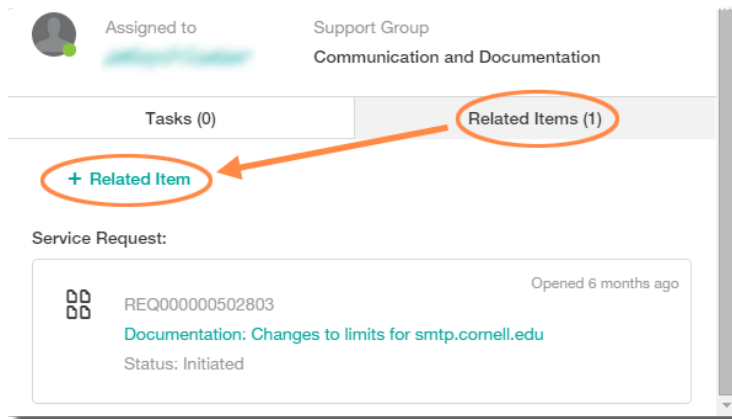 Assigned to
Support Group
Communication and Documentation
Tasks (0)
Related Items (1)
+ Related Item
Service Request:
Opened 6 months ago
REQ000000502803
Documentation: Changes to limits for smtp.cornell.edu
Status: Initiated